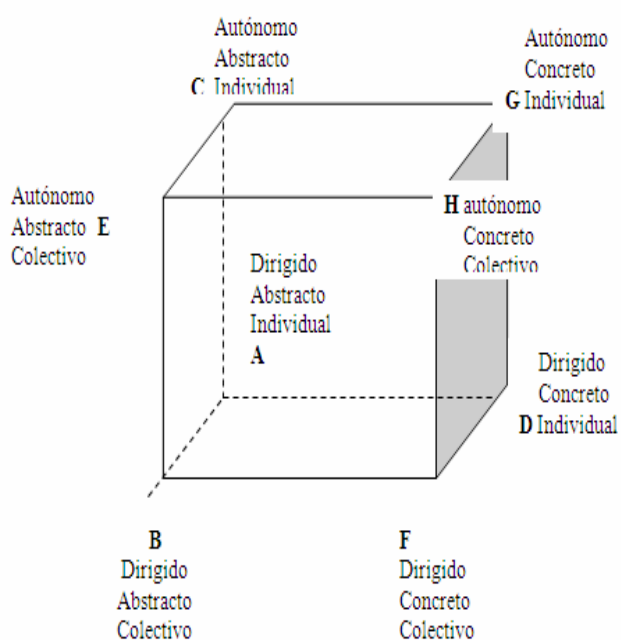 Autónomo
Abstracto
C Individual
Autónomo
Concreto
G Individual
Autónomo
Abstracto E
Colectivo
H autónomo
Concreto
Colectivo
Dirigido
Abstracto
Individual
A
Dirigido
Concreto
D Individual
B
Dirigido
Abstracto
Colectivo
F
Dirigido
Concreto
Colectivo